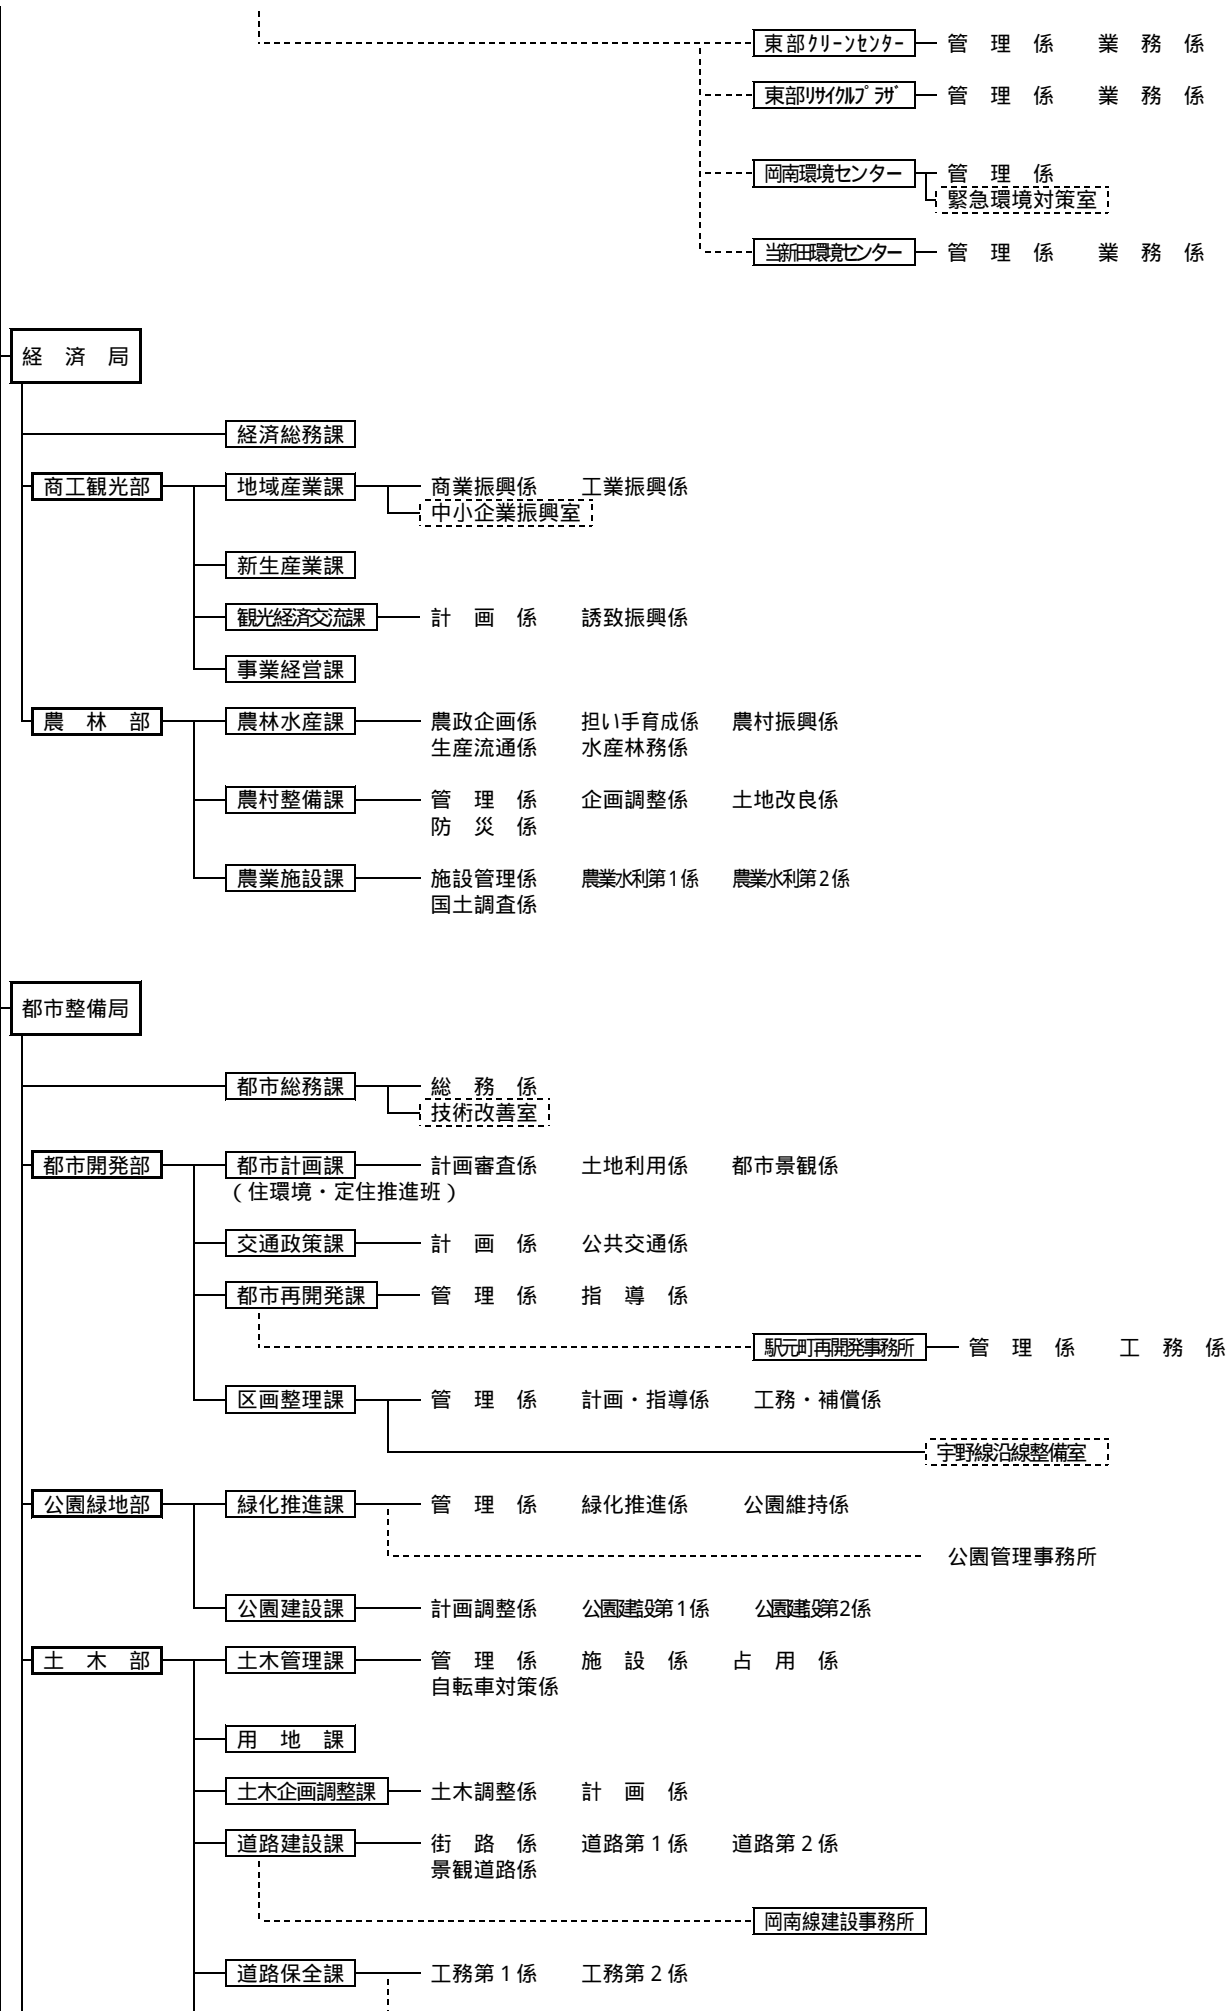 東部クリーンセンター 管理係 業務係
東部リサイクルプラザ 管理係 業務係
岡南環境センター 管理係
緊急環境対策室
当新田環境センター 管理係 業務係
経済局
経済総務課
商工観光部 地域産業課 商業振興係 工業振興係
中小企業振興室
新生産業課
観光経済交流課 計画係 誘致振興係
事業経営課
農林部 農林水産課 農政企画係 担い手育成係 農村振興係
生産流通係 水産林務係
農村整備課 管理係 企画調整係 土地改良係
防災係
農業施設課 施設管理係 農業水利第1係 農業水利第2係
国土調査係
都市整備局
都市総務課 総務係
技術改善室
都市開発部 都市計画課 計画審査係 土地利用係 都市景観係
(住環境・定住推進班)
交通政策課 計画係 公共交通係
都市再開発課 管理係 指導係
駅元町再開発事務所 管理係 工務係
区画整理課 管理係 計画・指導係 工務・補償係
宇野線沿線整備室
公園緑地部 緑化推進課 管理係 緑化推進係 公園維持係
公園管理事務所
公園建設課 計画調整係 公園建設第1係 公園建設第2係
土木部 土木管理課 管理係 施設係 占用係
自転車対策係
用地課
土木企画調整課 土木調整係 計画係
道路建設課 街路係 道路第1係 道路第2係
景観道路係
岡南線建設事務所
道路保全課 工務第1係 工務第2係